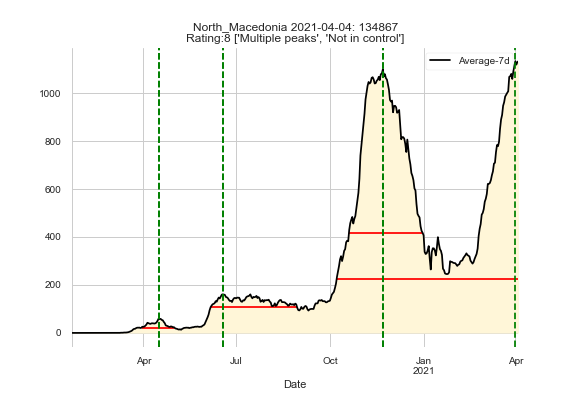 North_Macedonia 2021-04-04: 134867
Rating:8 ['Multiple peaks', 'Not in control']
Average-7d
1000
800
600
400
200
0
Apr
Jul
Oct
Jan
2021
Apr
Date